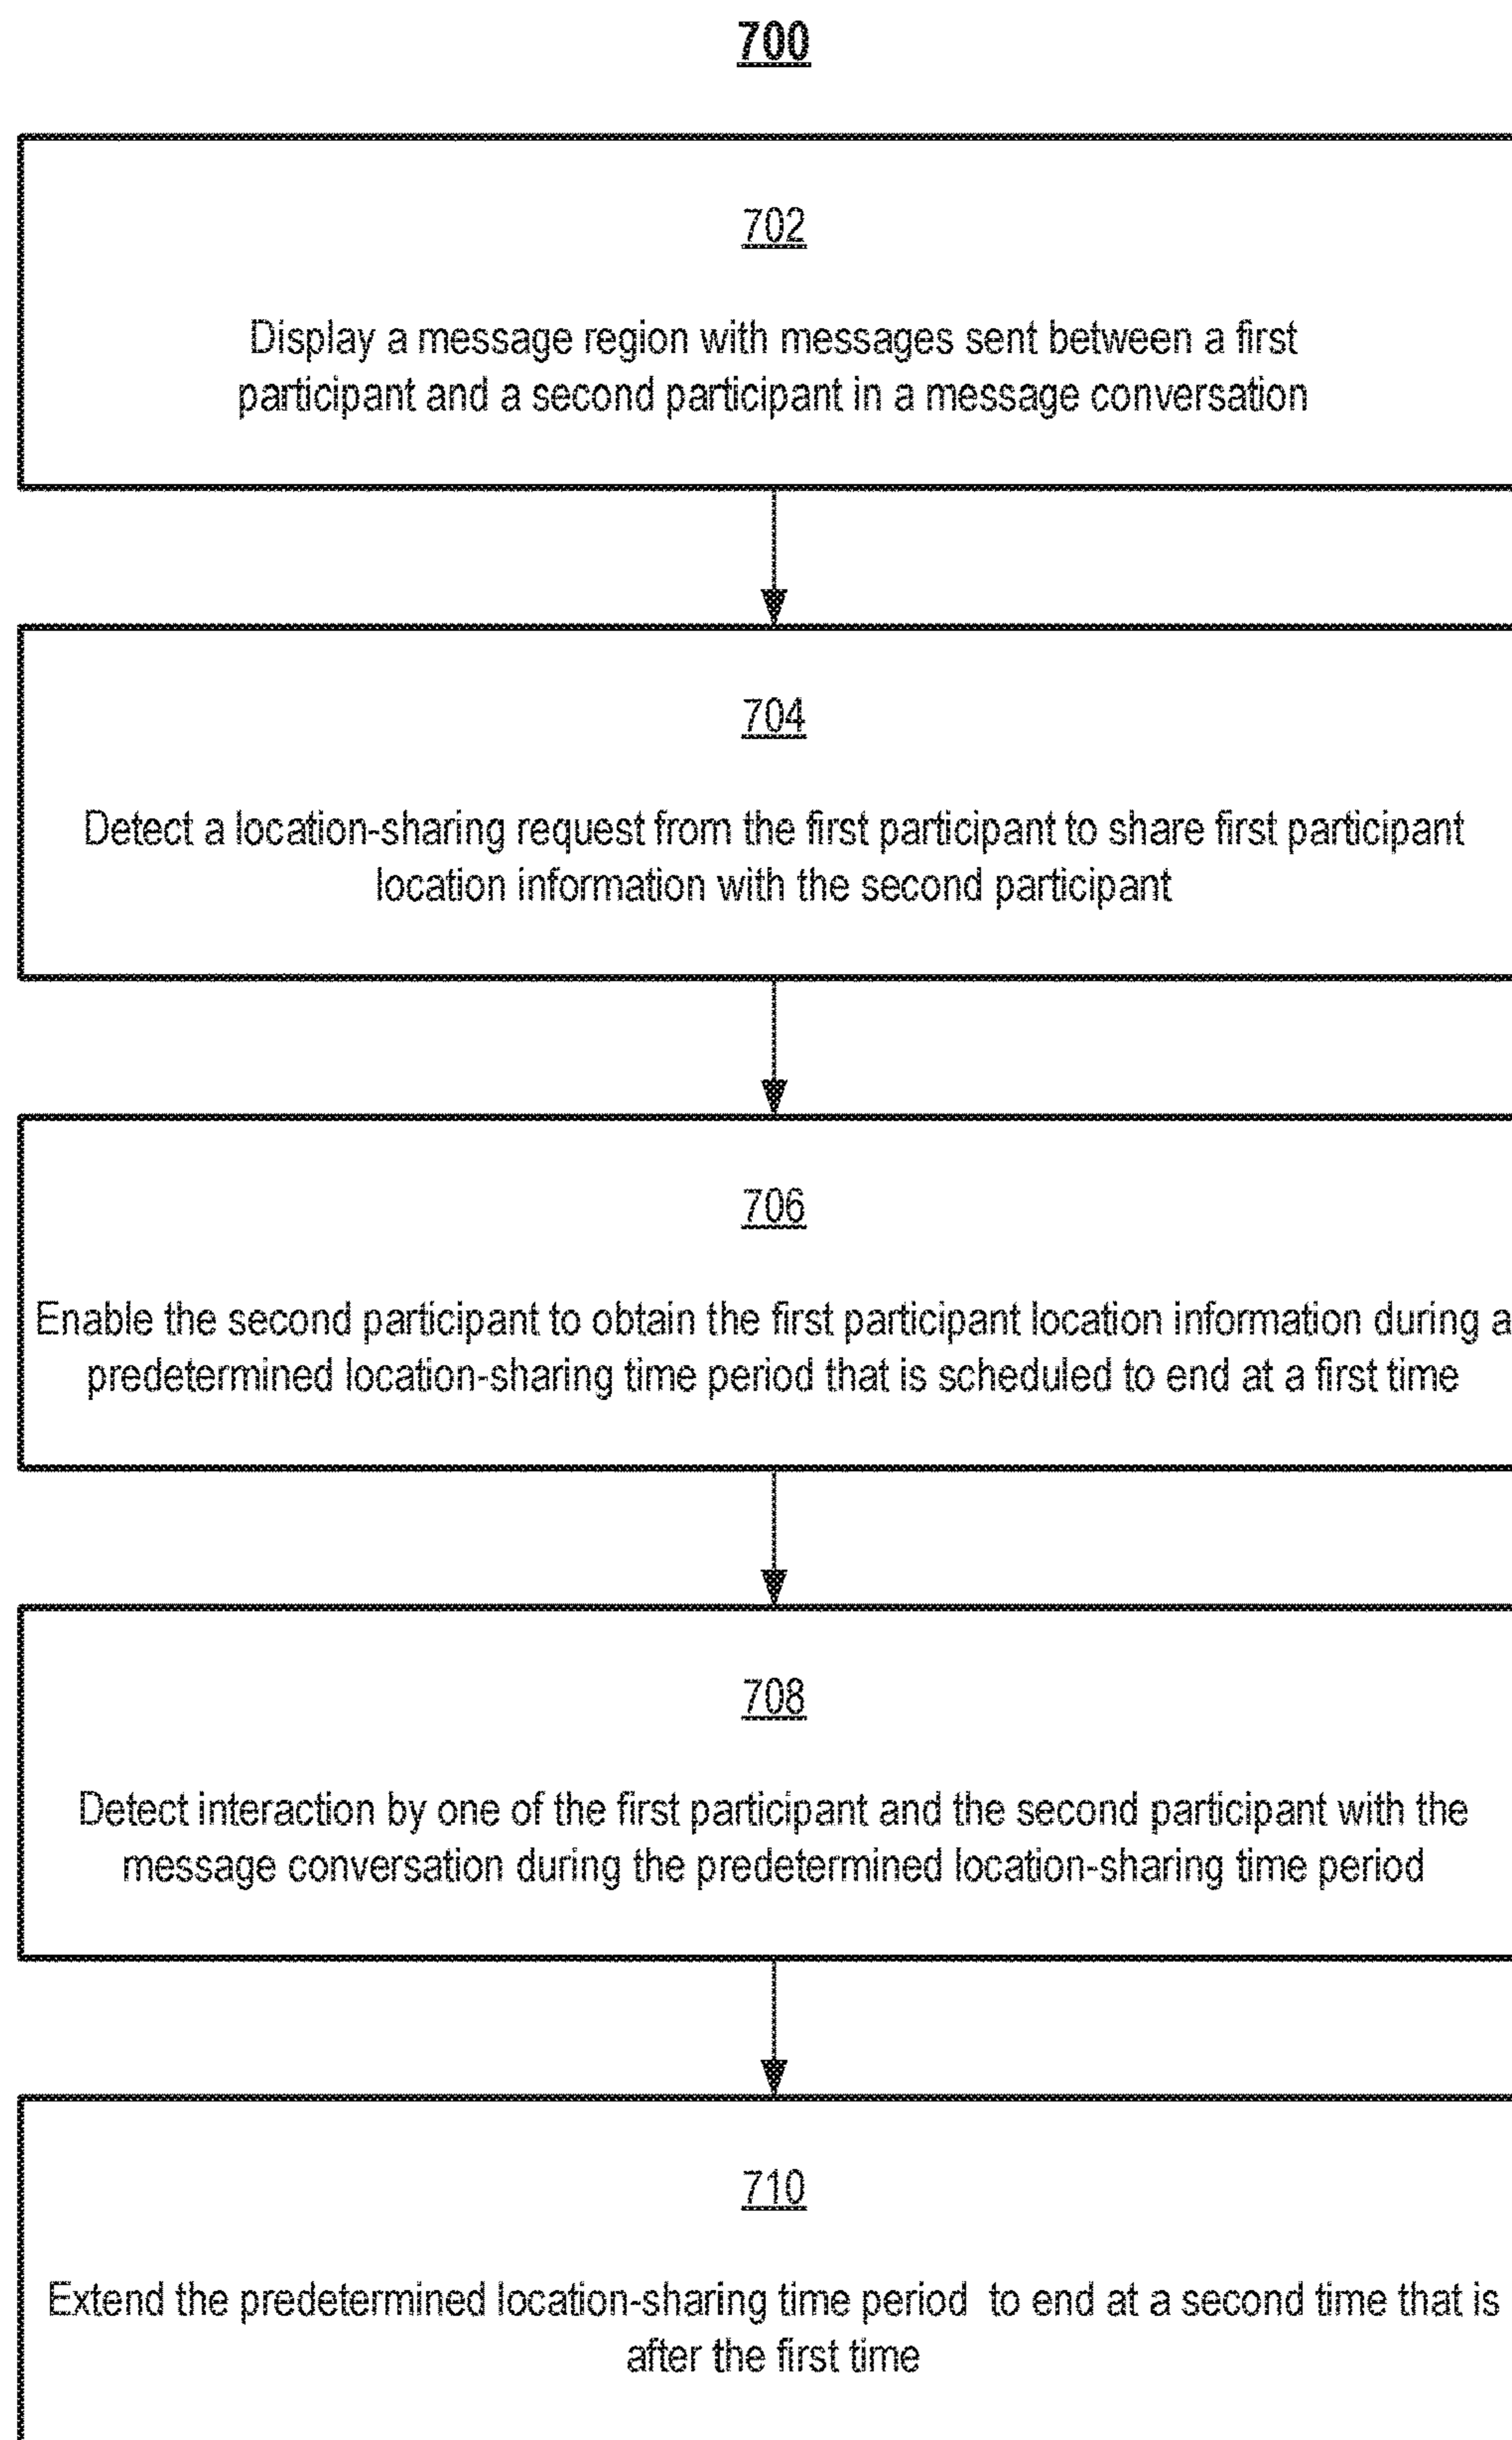 700
702
Display a message region with messages sent between a first
participant and a second participant in a message conversation
704
Detect a location-sharing request from the first participant to share first participant
location information with the second participant
706
Enable the second participant to obtain the first participant location information during a
predetermined location-sharing time period that is scheduled to end at a first time
708
Detect interaction by one of the first participant and the second participant with the
message conversation during the predetermined location-sharing time period
710
Extend the predetermined location-sharing time period to end at a second time that is
after the first time